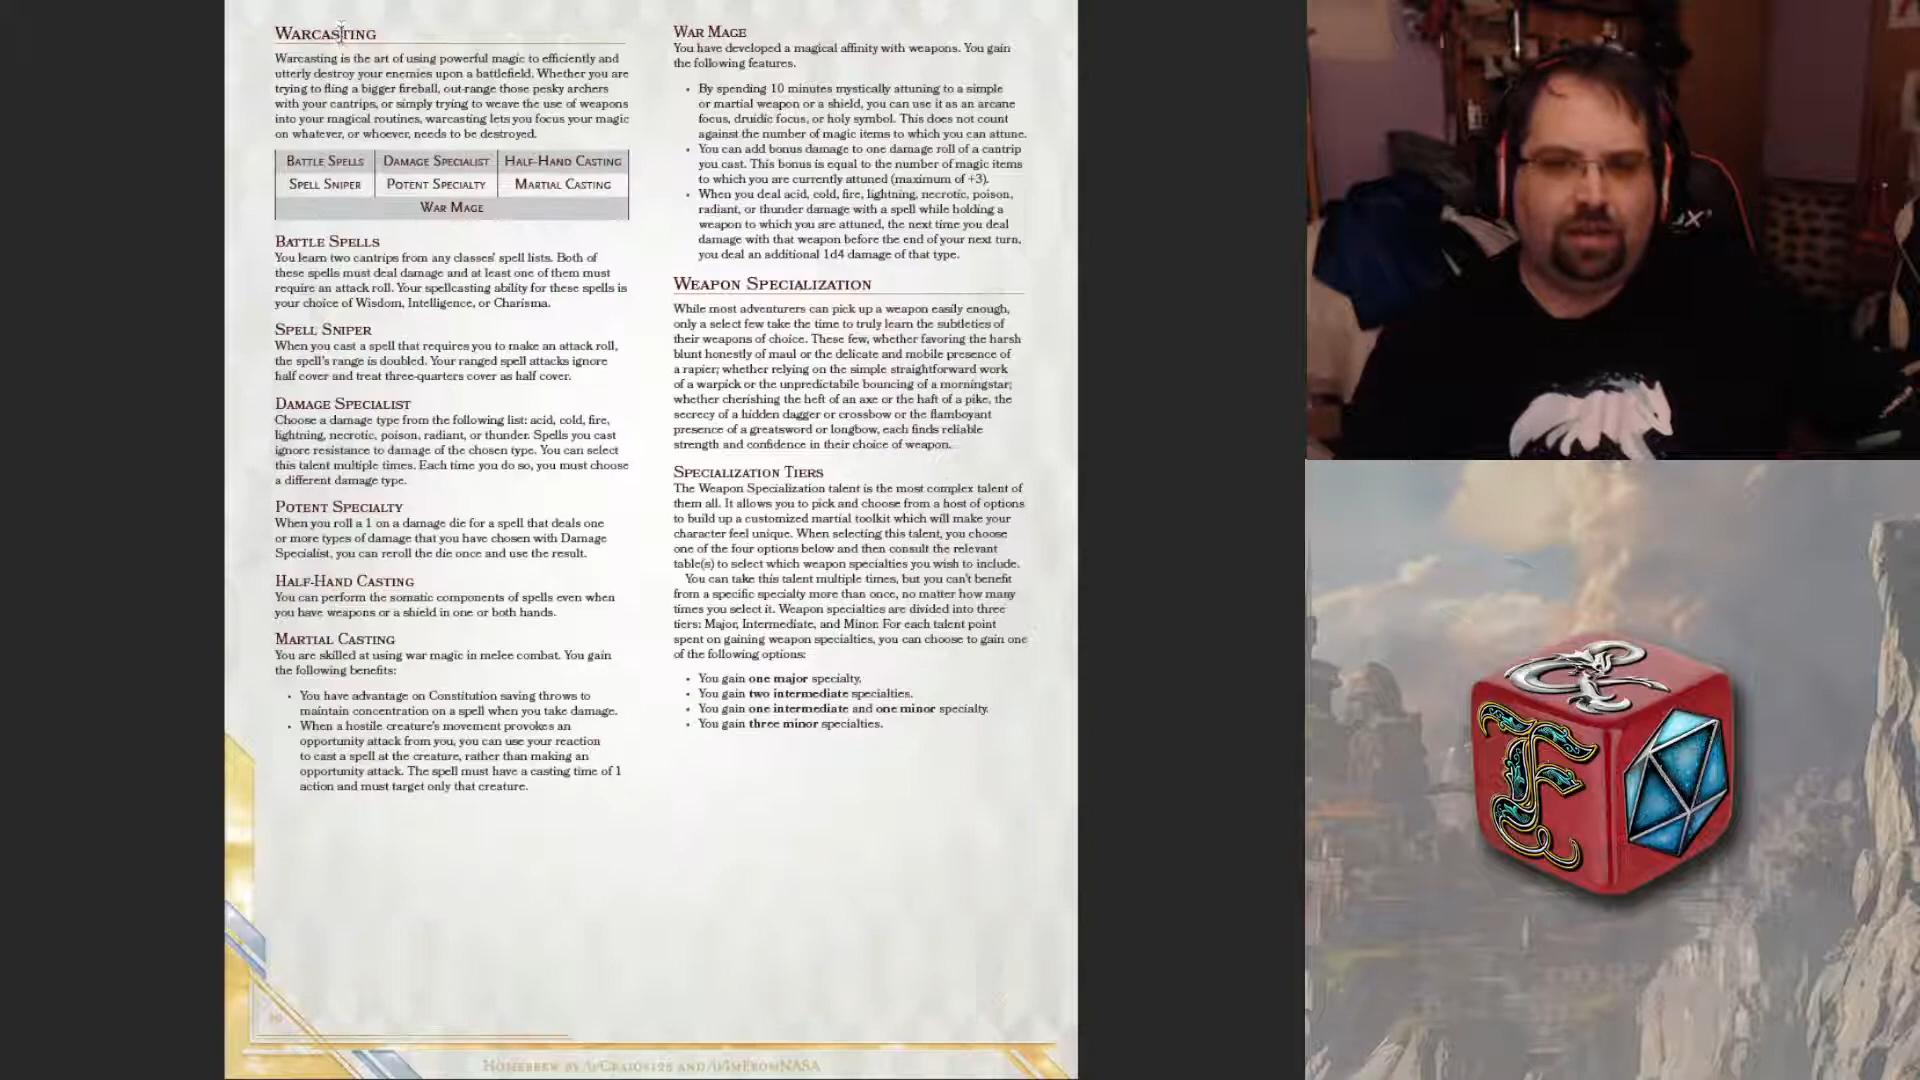 WARCASTING
Warcasting is the art of using powerful magic to efficiently and
utterly destroy your enemies upon a battlefield. Whether you are
trying to fling a bigger fireball, out-range those pesky archers
with your cantrips, or simply trying to weave the use of weapons
into your magical routines, warcasting lets you focus your magic
on whatever, or whoever, needs to be destroyed.
BATTLE SPELLS DAMAGE SPECIALIST HALF-HAND CASTING
SPELL SNIPER POTENT SPECIALTY MARTIAL CASTING
WAR MAGE
BATTLE SPELLS
You learn two cantrips from any classes' spell lists. Both of
these spells must deal damage and at least one of them must
require an attack roll. Your spellcasting ability for these spells is
your choice of Wisdom, Intelligence, or Charisma.
SPELL SNIPER
When you cast a spell that requires you to make an attack roll,
the spell's range is doubled. Your ranged spell attacks ignore
half cover and treat three-quarters cover as half cover.
DAMAGE SPECIALIST
Choose a damage type from the following list: acid, cold, fire,
lightning, necrotic, poison, radiant, or thunder. Spells you cast
ignore resistance to damage of the chosen type. You can select
this talent multiple times. Each time you do so, you must choose
a different damage type.
POTENT SPECIALTY
When you roll a 1 on a damage die for a spell that deals one
or more types of damage that you have chosen with Damage
Specialist, you can reroll the die once and use the result.
HALF-HAND CASTING
You can perform the somatic components of spells even when
you have weapons or a shield in one or both hands.
MARTIAL CASTING
You are skilled at using war magic in melee combat. You gain
the following benefits:
• You have advantage on Constitution saving throws to
maintain concentration on a spell when you take damage.
• When a hostile creature's movement provokes an
opportunity attack from you, you can use your reaction
to cast a spell at the creature, rather than making an
opportunity attack. The spell must have a casting time of 1
action and must target only that creature.
WAR MAGE
You have developed a magical affinity with weapons. You gain
the following features.
• By spending 10 minutes mystically attuning to a simple
or martial weapon or a shield, you can use it as an arcane
focus, druidic focus, or holy symbol. This does not count
against the number of magic items to which you can attune.
• You can add bonus damage to one damage roll of a cantrip
you cast. This bonus is equal to the number of magic items
to which you are currently attuned (maximum of +3).
• When you deal acid, cold, fire, lightning, necrotic, poison,
radiant, or thunder damage with a spell while holding a
weapon to which you are attuned, the next time you deal
damage with that weapon before the end of your next turn,
you deal an additional 1d4 damage of that type.
WEAPON SPECIALIZATION
While most adventurers can pick up a weapon easily enough,
only a select few take the time to truly learn the subtleties of
their weapons of choice. These few, whether favoring the harsh
blunt honestly of maul or the delicate and mobile presence of
a rapier; whether relying on the simple straightforward work
of a warpick or the unpredictabile bouncing of a morningstar;
whether cherishing the heft of an axe or the haft of a pike, the
secrecy of a hidden dagger or crossbow or the flamboyant
presence of a greatsword or longbow, each finds reliable
strength and confidence in their choice of weapon.
SPECIALIZATION TIERS
The Weapon Specialization talent is the most complex talent of
them all. It allows you to pick and choose from a host of options
to build up a customized martial toolkit which will make your
character feel unique. When selecting this talent, you choose
one of the four options below and then consult the relevant
table(s) to select which weapon specialties you wish to include.
You can take this talent multiple times, but you can't benefit
from a specific specialty more than once, no matter how many
times you select it. Weapon specialties are divided into three
tiers: Major, Intermediate, and Minor. For each talent point
spent on gaining weapon specialties, you can choose to gain one
of the following options:
• You gain one major specialty.
• You gain two intermediate specialties.
• You gain one intermediate and one minor specialty.
• You gain three minor specialties.